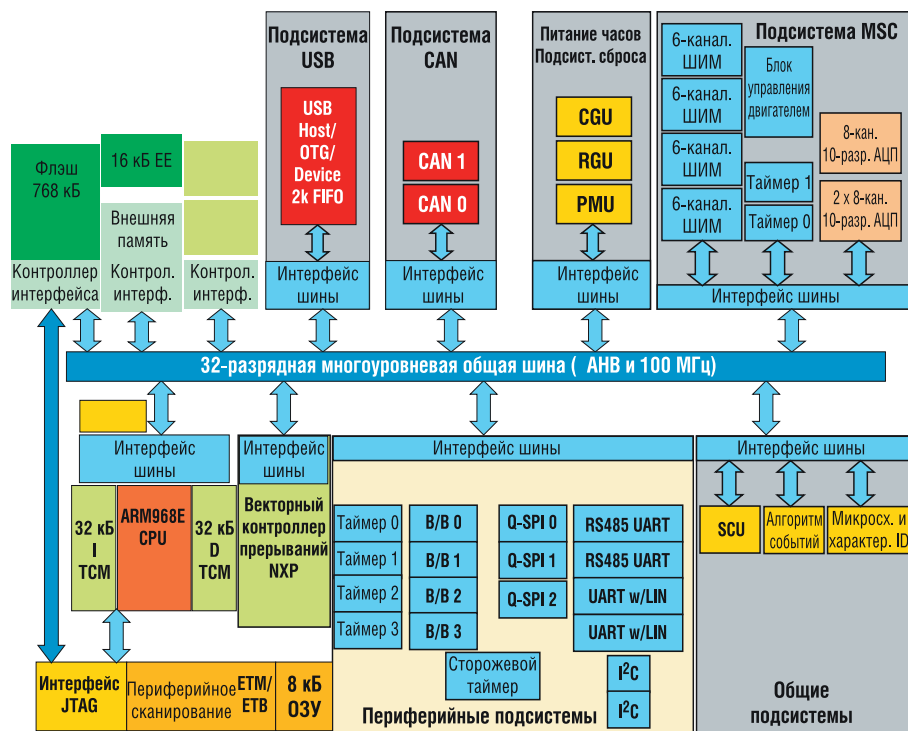 Подсистема
USB
USB
Host/
OTG/
Device
2k FIFO
Интерфейс
шины
Подсистема
CAN
CAN 1
CAN 0
Интерфейс
шины
Питание часов
Подсист. сброса
CGU
RGU
PMU
Интерфейс
шины
Подсистема MSC
6-канал.
ШИМ
6-канал.
ШИМ
6-канал.
ШИМ
6-канал.
ШИМ
Блок
управления
двигателем
Таймер 1
Таймер 0
8-кан.
10-разр. АЦП
2 x 8-кан.
10-разр. АЦП
Интерфейс шины
Флэш
768 кБ
Контроллер
интерфейса
16 кБ EE
Внешняя
память
Контрол.
интерф.
Контрол.
интерф.
32-разрядная многоуровневая общая шина ( АНВ и 100 МГц)
Интерфейс
шины
32 кБ
I
TCM
ARM968E
CPU
32 кБ
D
TCM
Интерфейс
шины
Векторный
контроллер
прерываний
NXP
Интерфейс шины
Таймер 0
Таймер 1
Таймер 2
Таймер 3
В/В 0
В/В 1
В/В 2
В/В 3
Q-SPI 0
Q-SPI 1
Q-SPI 2
RS485 UART
RS485 UART
UART w/LIN
UART w/LIN
Сторожевой
таймер
I²C
I²C
Периферийные подсистемы
Интерфейс шины
SCU
Алгоритм
событий
Микросх. и
характер. ID
Общие
подсистемы
Интерфейс
JTAG
Периферийное
сканирование
ETM/
ETB
8 кБ
ОЗУ